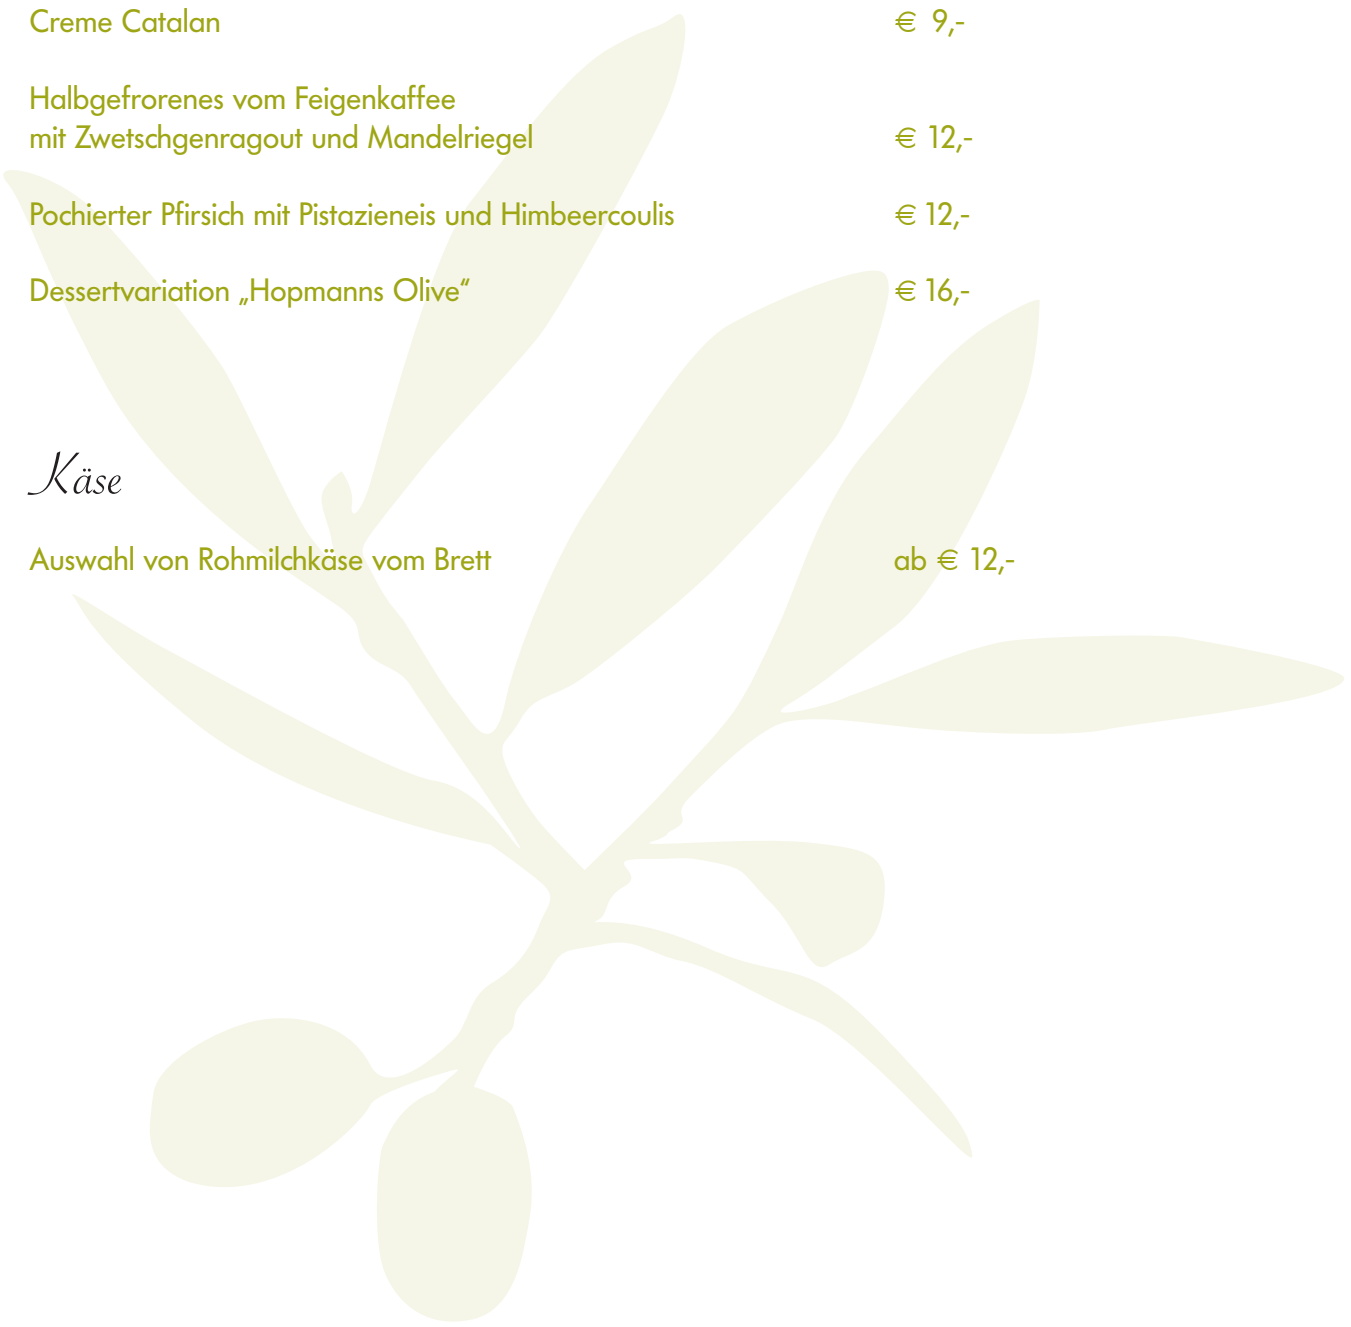 Creme Catalan € 9,-
Halbgefrorenes vom Feigenkaffee
mit Zwetschgenragout und Mandelriegel € 12,-
Pochierter Pfirsich mit Pistazieneis und Himbeercoulis € 12,-
Dessertvariation „Hopmanns Olive“ € 16,-
Käse
Auswahl von Rohmilchkäse vom Brett ab € 12,-